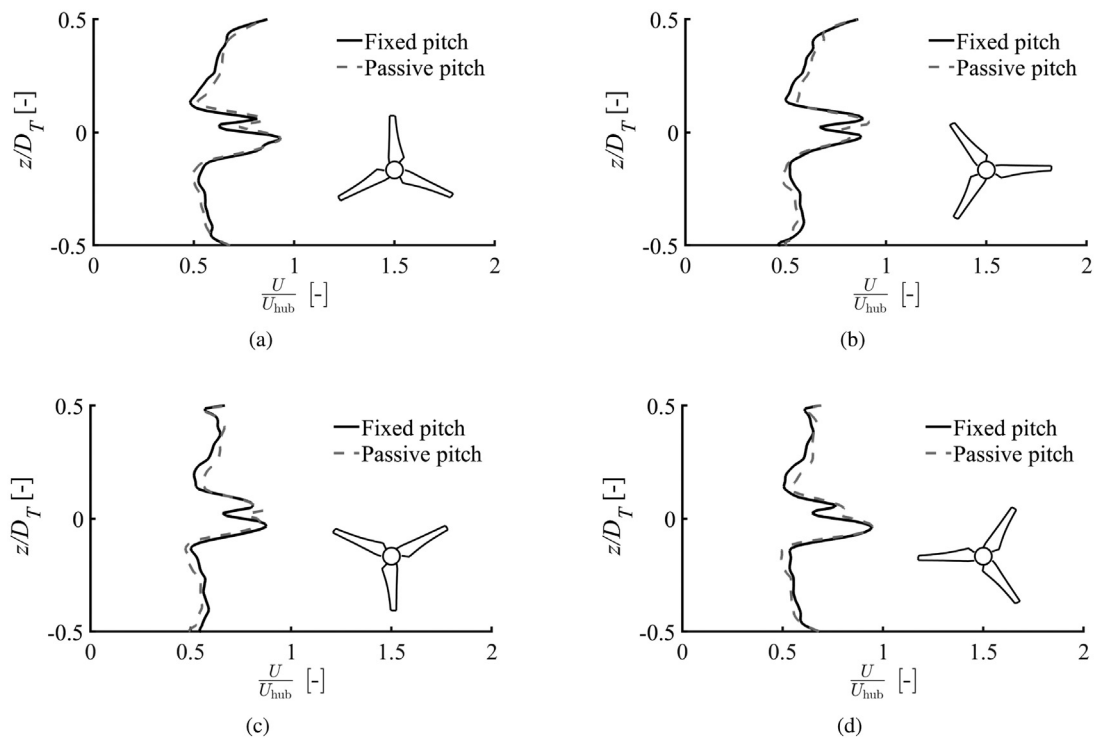 0.5
Fixed pitch
Passive pitch
z/D_T [-]
0
-0.5
0 0.5 1 1.5 2
U/U_hub [-]
(a)
0.5
Fixed pitch
Passive pitch
z/D_T [-]
0
-0.5
0 0.5 1 1.5 2
U/U_hub [-]
(b)
0.5
Fixed pitch
Passive pitch
z/D_T [-]
0
-0.5
0 0.5 1 1.5 2
U/U_hub [-]
(c)
0.5
Fixed pitch
Passive pitch
z/D_T [-]
0
-0.5
0 0.5 1 1.5 2
U/U_hub [-]
(d)